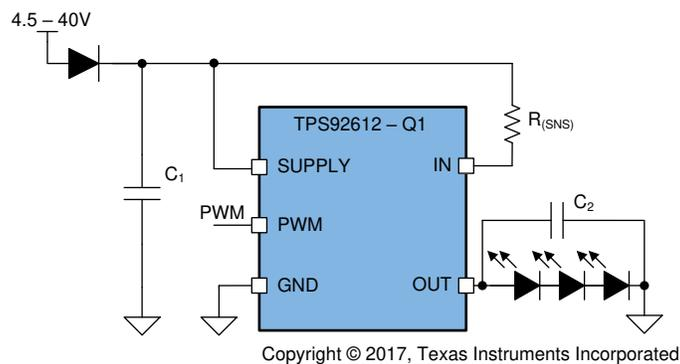 4.5 – 40V
TPS92612 – Q1
R(SNS)
SUPPLY
IN
C1
PWM
PWM
C2
GND
OUT
Copyright © 2017, Texas Instruments Incorporated